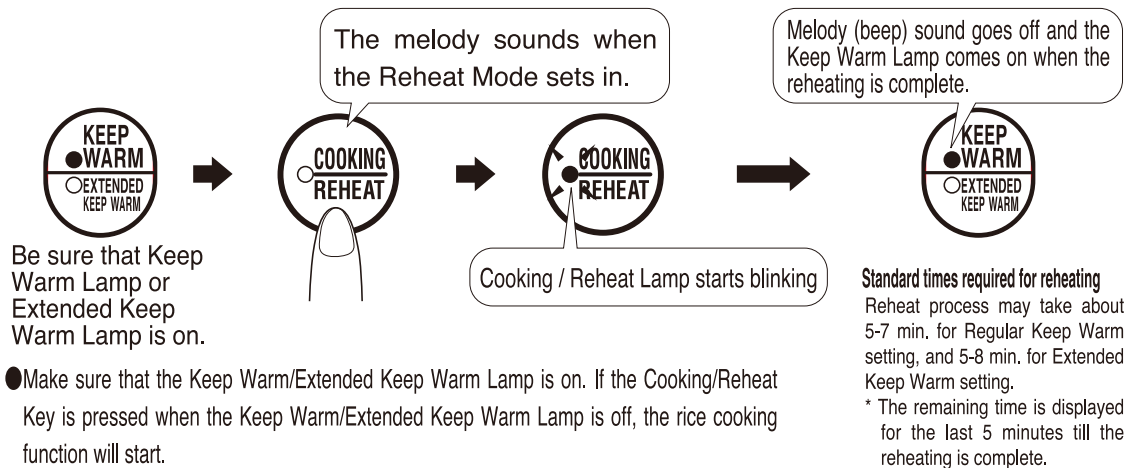 The melody sounds when
the Reheat Mode sets in.
Melody (beep) sound goes off and the
Keep Warm Lamp comes on when the
reheating is complete.
KEEP
WARM
EXTENDED
KEEP WARM
COOKING
REHEAT
COOKING
REHEAT
KEEP
WARM
EXTENDED
KEEP WARM
Be sure that Keep
Warm Lamp or
Extended Keep
Warm Lamp is on.
Cooking / Reheat Lamp starts blinking
Standard times required for reheating
Reheat process may take about
5-7 min. for Regular Keep Warm
setting, and 5-8 min. for Extended
Keep Warm setting.
* The remaining time is displayed
for the last 5 minutes till the
reheating is complete.
●Make sure that the Keep Warm/Extended Keep Warm Lamp is on. If the Cooking/Reheat
Key is pressed when the Keep Warm/Extended Keep Warm Lamp is off, the rice cooking
function will start.